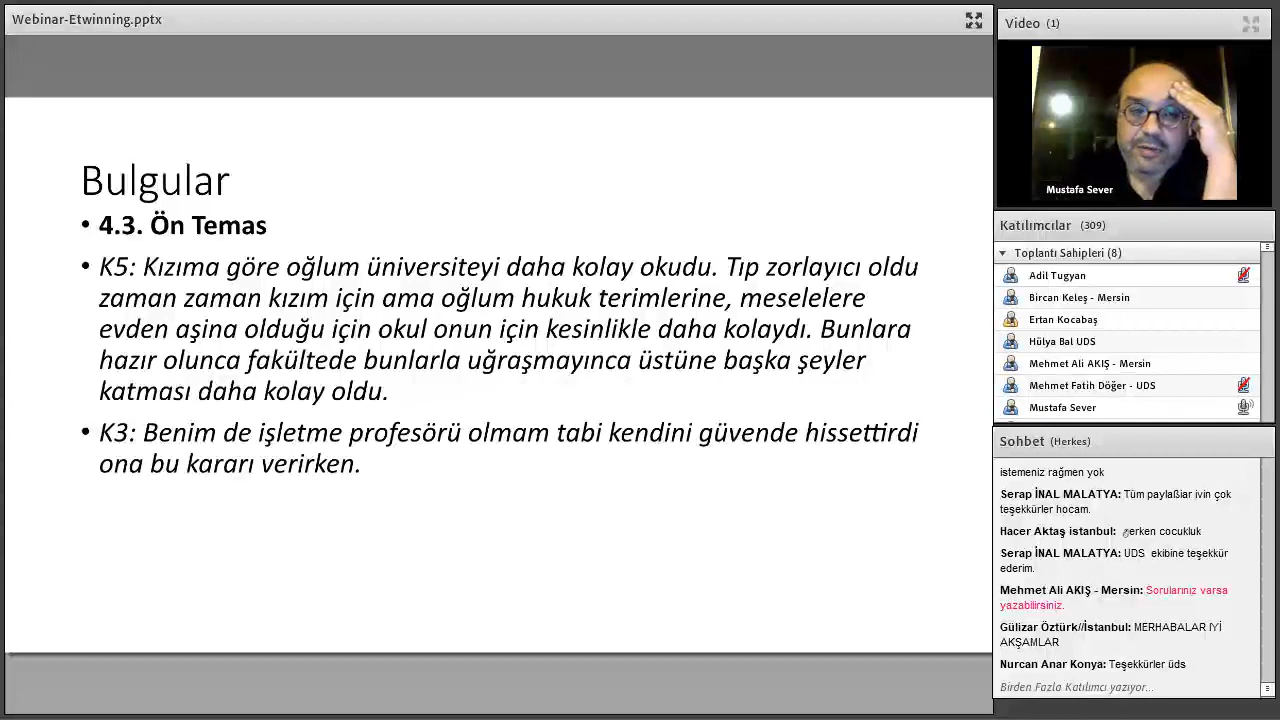 Webinar-Etwinning.pptx
Bulgular
• 4.3. Ön Temas
• K5: Kızıma göre oğlum üniversiteyi daha kolay okudu. Tıp zorlayıcı oldu
zaman zaman kızım için ama oğlum hukuk terimlerine, meselelere
evden aşina olduğu için okul onun için kesinlikle daha kolaydı. Bunlara
hazır olunca fakültede bunlarla uğraşmayınca üstüne başka şeyler
katması daha kolay oldu.
• K3: Benim de işletme profesörü olmam tabi kendini güvende hissettirdi
ona bu kararı verirken.
Video (1)
Mustafa Sever
Katılımcılar (309)
Toplantı Sahipleri (8)
Adil Tugyan
Bircan Keleş - Mersin
Ertan Kocabaş
Hülya Bal UDS
Mehmet Ali AKIŞ - Mersin
Mehmet Fatih Döğer - UDS
Mustafa Sever
Sohbet (Herkes)
istemeniz rağmen yok
Serap İNAL MALATYA: Tüm paylaßıar ivin çok
teşekkürler hocam.
Hacer Aktaş istanbul: gerken cocukluk
Serap İNAL MALATYA: UDS ekibine teşekkür
ederim.
Mehmet Ali AKIŞ - Mersin: Sorularınız varsa
yazabilirsiniz.
Gülizar Öztürk//İstanbul: MERHABALAR IYİ
AKŞAMLAR
Nurcan Anar Konya: Teşekkürler üds
Birden Fazla Katılımcı yazıyor...